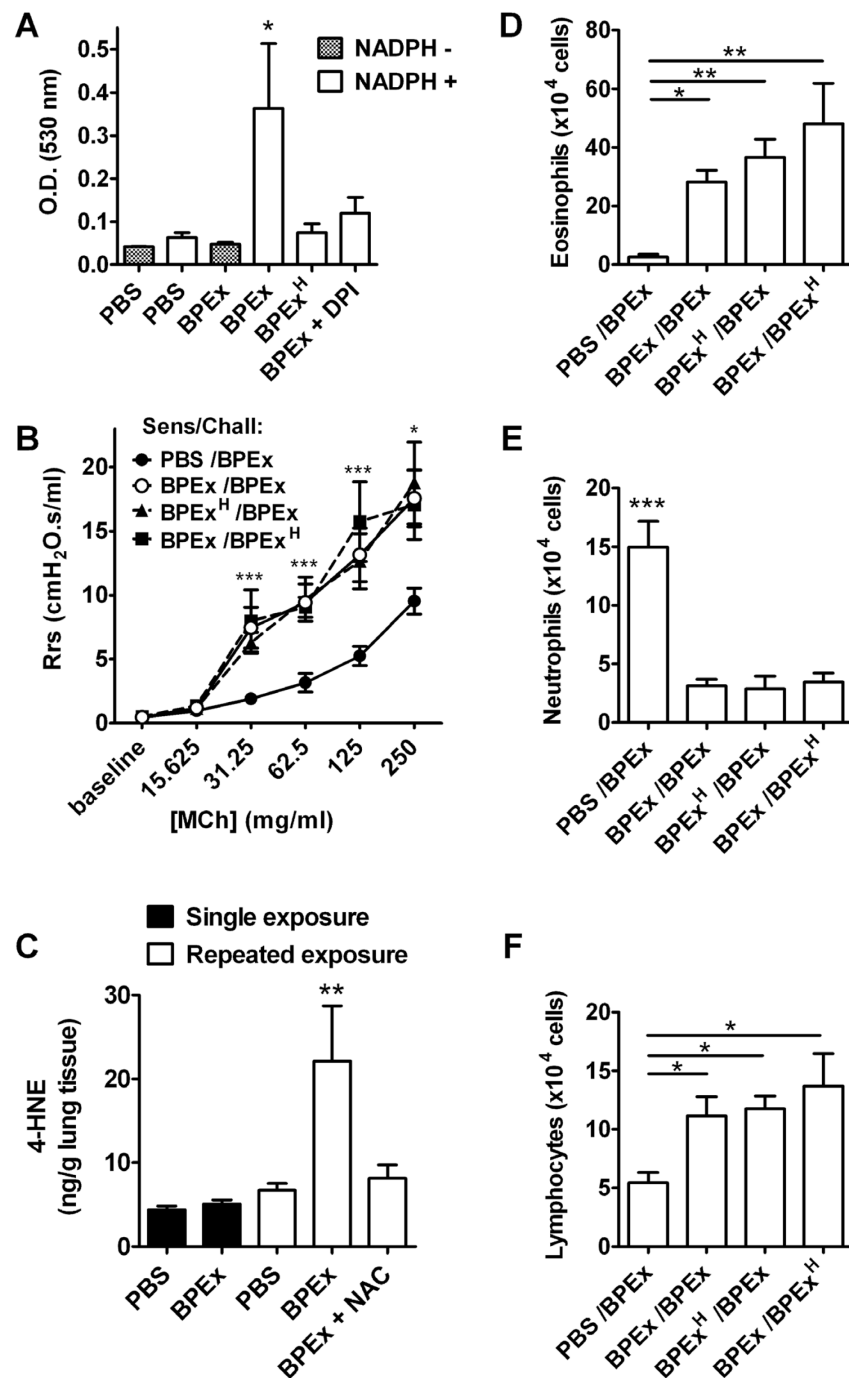 A
O.D. (530 nm)
0.5
0.4
0.3
0.2
0.1
0.0
*
NADPH -
NADPH +
PBS
PBS
BPEx
BPEx
BPEx^H
BPEx + DPI
B
Rrs (cmH₂O.s/ml)
20
15
10
5
0
Sens/Chall:
PBS /BPEx
BPEx /BPEx
BPEx^H /BPEx
BPEx /BPEx^H
***
***
***
*
baseline
15.625
31.25
62.5
125
250
[MCh] (mg/ml)
C
Single exposure
Repeated exposure
4-HNE
(ng/g lung tissue)
30
20
10
0
**
PBS
BPEx
PBS
BPEx
BPEx + NAC
D
Eosinophils (x10⁴ cells)
80
60
40
20
0
**
**
*
PBS /BPEx
BPEx /BPEx
BPEx^H /BPEx
BPEx /BPEx^H
E
Neutrophils (x10⁴ cells)
20
15
10
5
0
***
PBS /BPEx
BPEx /BPEx
BPEx^H /BPEx
BPEx /BPEx^H
F
Lymphocytes (x10⁴ cells)
20
15
10
5
0
*
*
*
PBS /BPEx
BPEx /BPEx
BPEx^H /BPEx
BPEx /BPEx^H